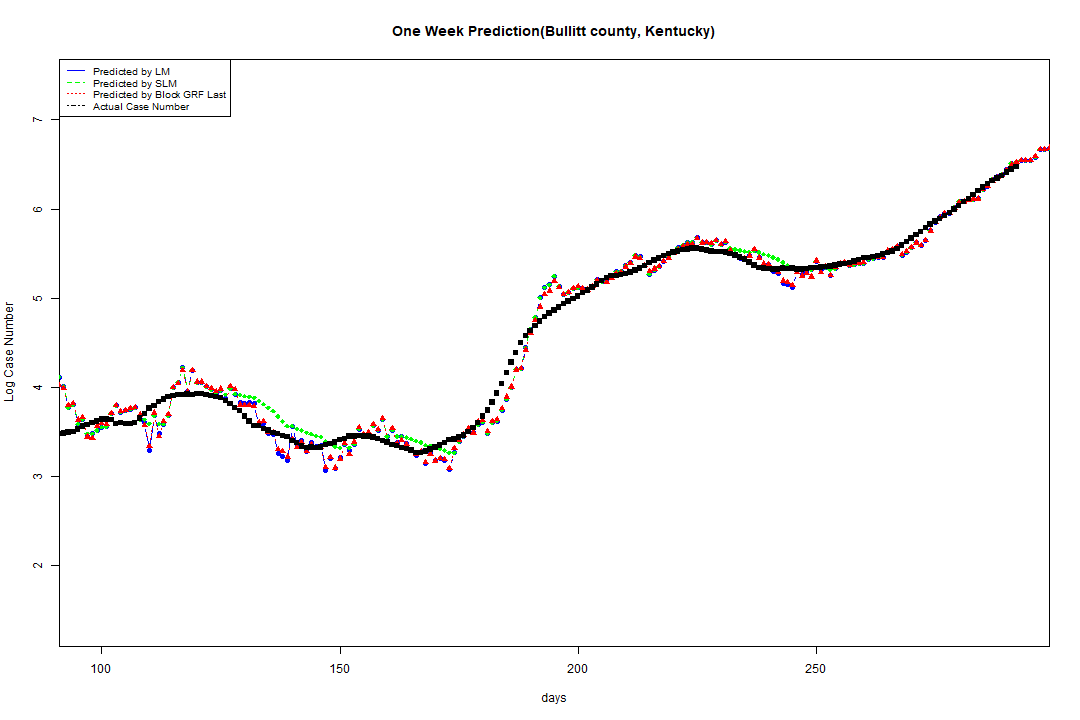 One Week Prediction(Bullitt county, Kentucky)
Predicted by LM
Predicted by SLM
Predicted by Block GRF Last
Actual Case Number
7
6
5
4
3
2
Log Case Number
100 150 200 250
days